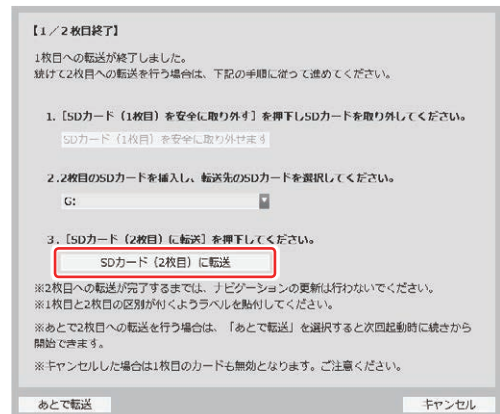 【1/2枚目終了】
1枚目への転送が終了しました。
続けて2枚目への転送を行う場合は、下記の手順に従って進めてください。
1. [SDカード(1枚目)を安全に取り外す]を押下しSDカードを取り外してください。
SDカード(1枚目)を安全に取り外せます
2.2枚目のSDカードを挿入し、転送先のSDカードを選択してください。
G:
3. [SDカード(2枚目)に転送]を押下してください。
SDカード(2枚目)に転送
※2枚目への転送が完了するまでは、ナビゲーションの更新は行わないでください。
※1枚目と2枚目の区別が付くようラベルを貼付してください。
※あとで2枚目への転送を行う場合は、「あとで転送」を選択すると次回起動時に続きから
開始できます。
※キャンセルした場合は1枚目のカードも無効となります。ご注意ください。
あとで転送
キャンセル